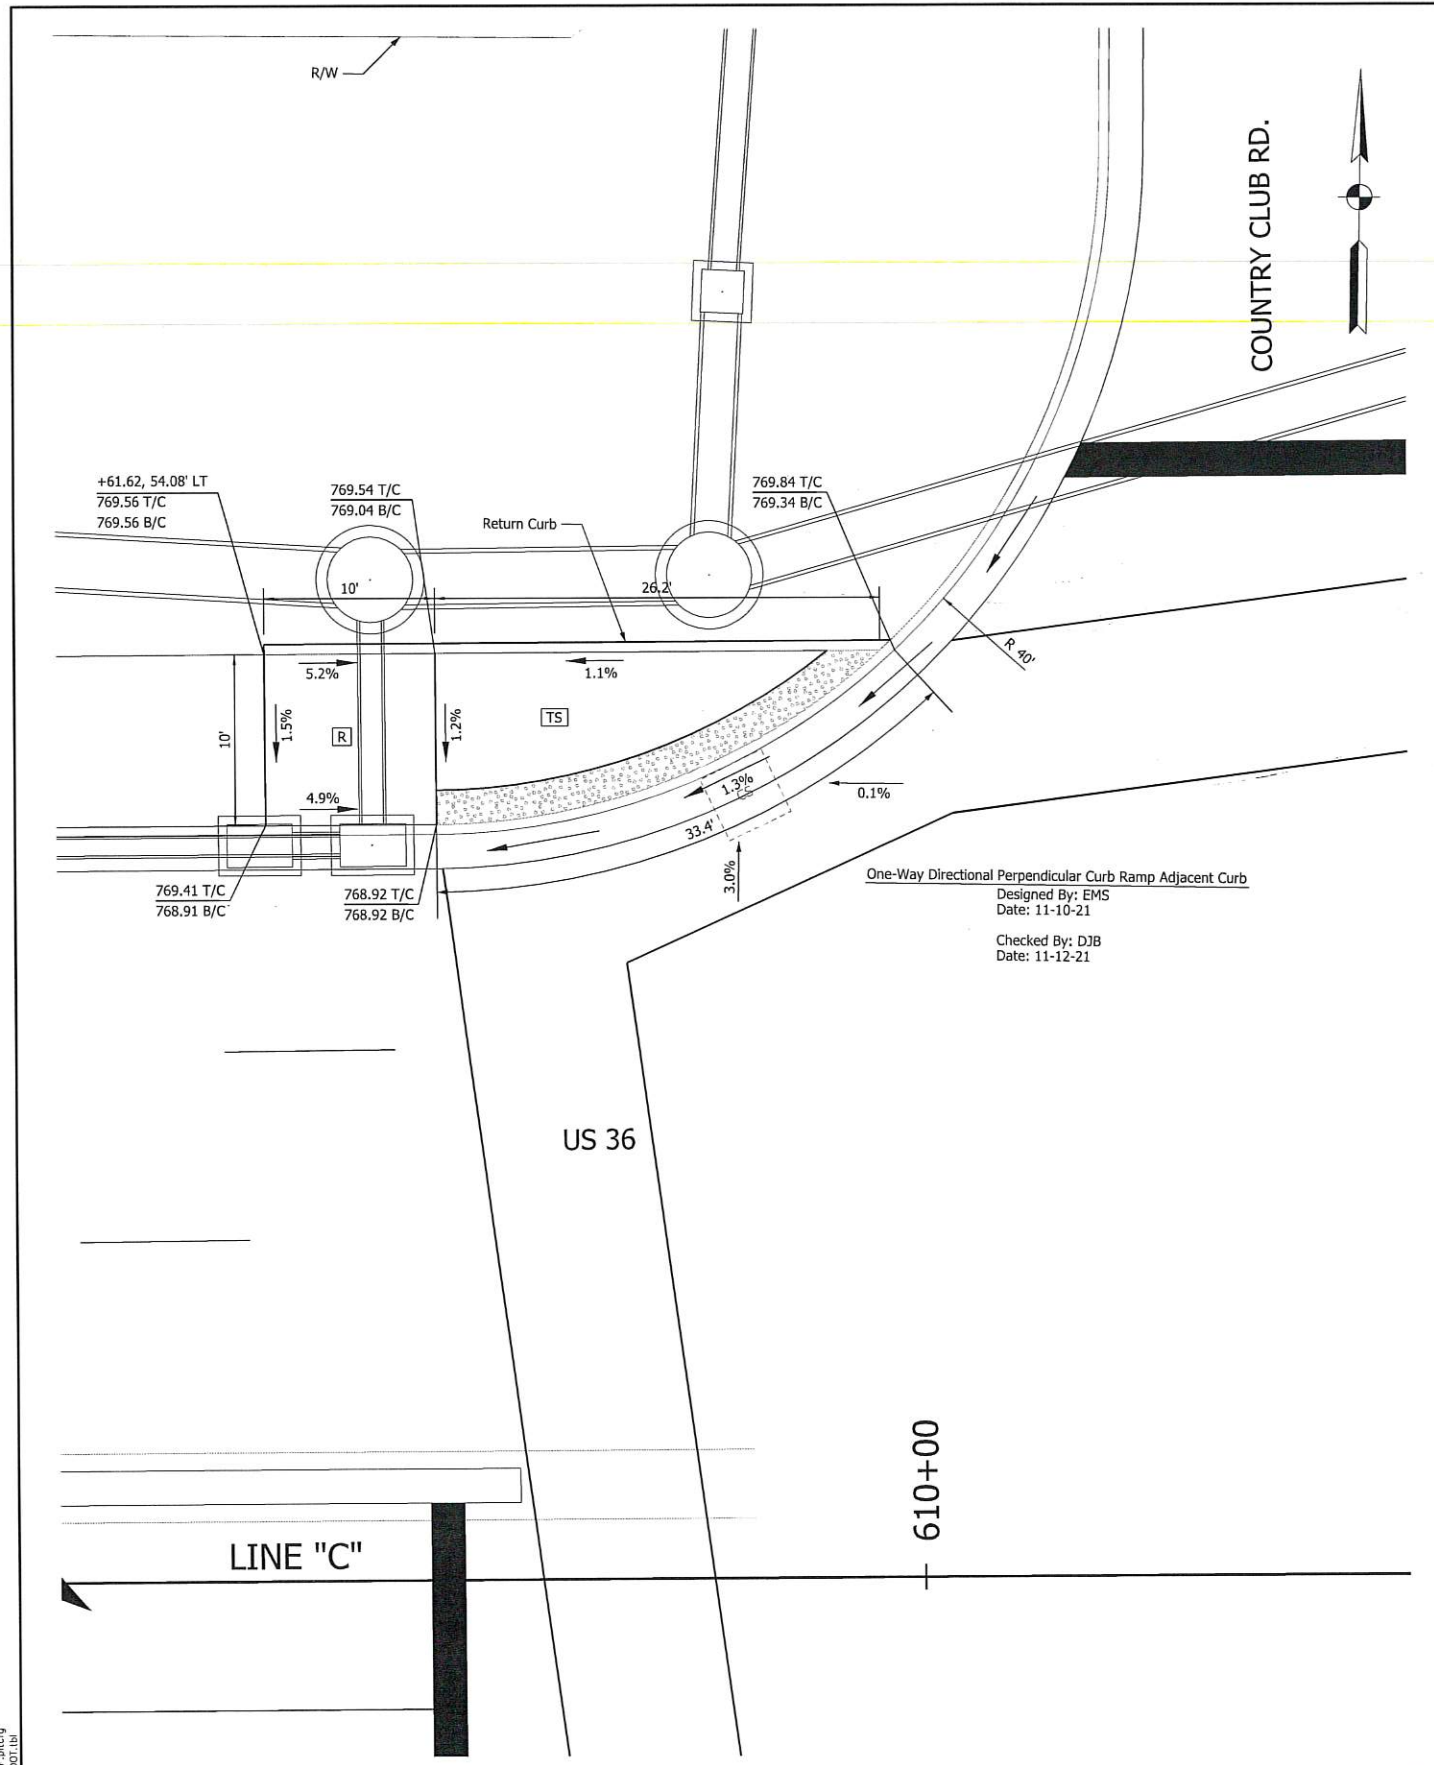 R/W
COUNTRY CLUB RD.
+61.62, 54.08' LT
769.56 T/C
769.56 B/C
769.54 T/C
769.04 B/C
Return Curb
769.84 T/C
769.34 B/C
10'
26.2'
R 40'
5.2%
1.1%
10'
1.5%
R
1.2%
TS
4.9%
1.3%
CS
33.4'
0.1%
3.0%
769.41 T/C
768.91 B/C
768.92 T/C
768.92 B/C
One-Way Directional Perpendicular Curb Ramp Adjacent Curb
Designed By: EMS
Date: 11-10-21
Checked By: DJB
Date: 11-12-21
US 36
610+00
LINE "C"